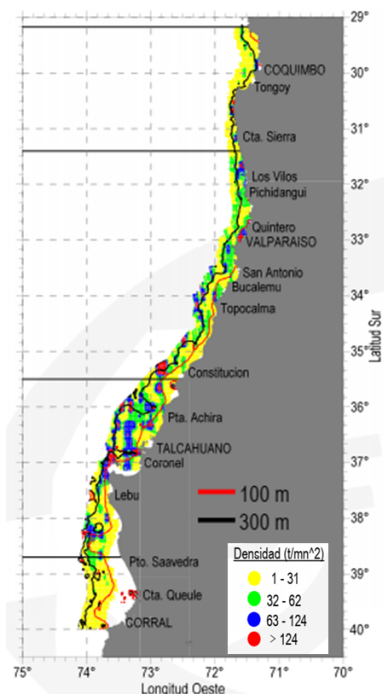 29°
COQUIMBO
30°
Tongoy
31°
Cta. Sierra
Los Vilos
32°
Pichidangui
Quintero
VALPARAISO
33°
San Antonio
Bucalemu
34°
Topocalma
Latitud Sur
35°
Constitucion
36°
Pta. Achira
TALCAHUANO
37°
Coronel
Lebu
100 m
300 m
38°
Pto. Saavedra
Densidad (t/mn^2)
39°
1 - 31
Cta. Queule
32 - 62
63 - 124
CORRAL
> 124
40°
75° 74° 73° 72° 71° 70°
Longitud Oeste